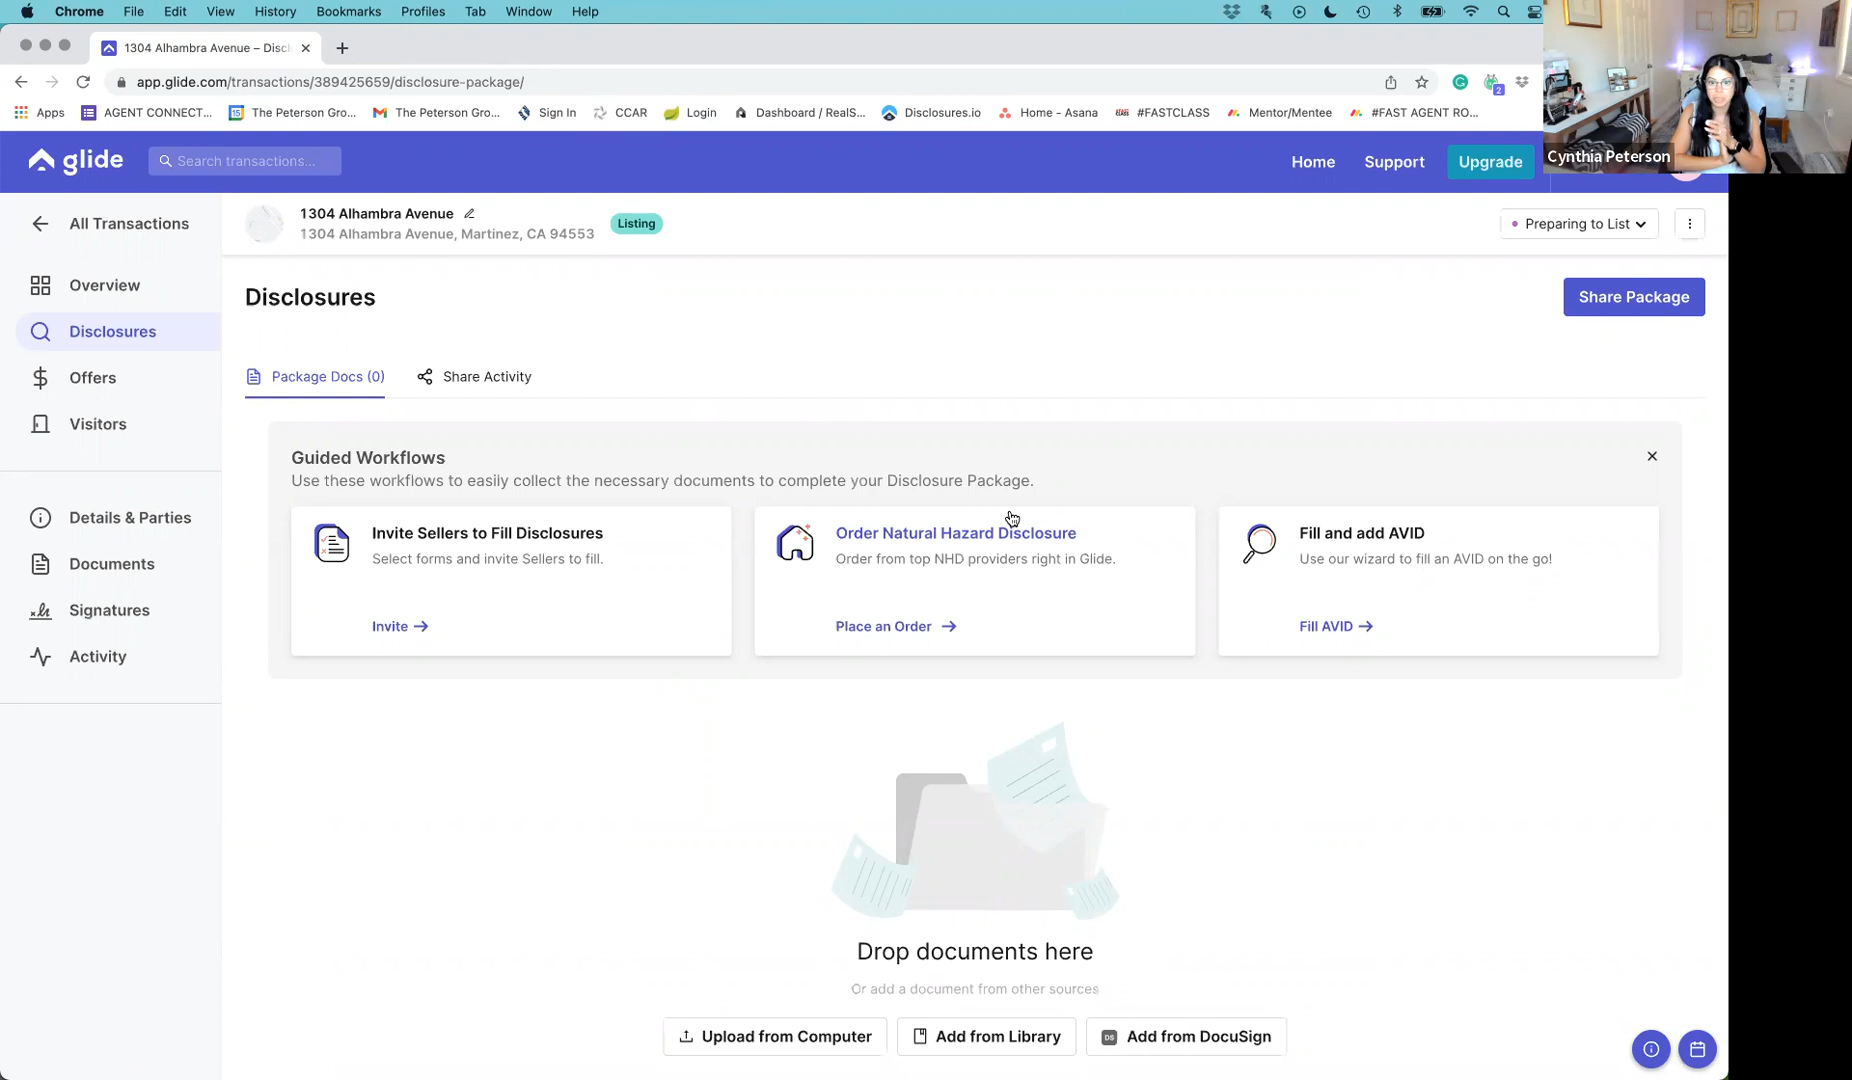 Chrome File Edit View History Bookmarks Profiles Tab Window Help
1304 Alhambra Avenue – Discl
app.glide.com/transactions/389425659/disclosure-package/
2
Apps AGENT CONNECT... 15 The Peterson Gro... The Peterson Gro... Sign In CCAR Login Dashboard / RealS... Disclosures.io Home - Asana #FASTCLASS Mentor/Mentee #FAST AGENT RO...
Cynthia Peterson
glide Search transactions... Home Support Upgrade
All Transactions
1304 Alhambra Avenue
1304 Alhambra Avenue, Martinez, CA 94553
Listing
Preparing to List
Overview
Disclosures
Offers
Visitors
Details & Parties
Documents
Signatures
Activity
Disclosures
Share Package
Package Docs (0) Share Activity
Guided Workflows
Use these workflows to easily collect the necessary documents to complete your Disclosure Package.
Invite Sellers to Fill Disclosures
Select forms and invite Sellers to fill.
Invite
Order Natural Hazard Disclosure
Order from top NHD providers right in Glide.
Place an Order
Fill and add AVID
Use our wizard to fill an AVID on the go!
Fill AVID
Drop documents here
Or add a document from other sources
Upload from Computer Add from Library DS Add from DocuSign